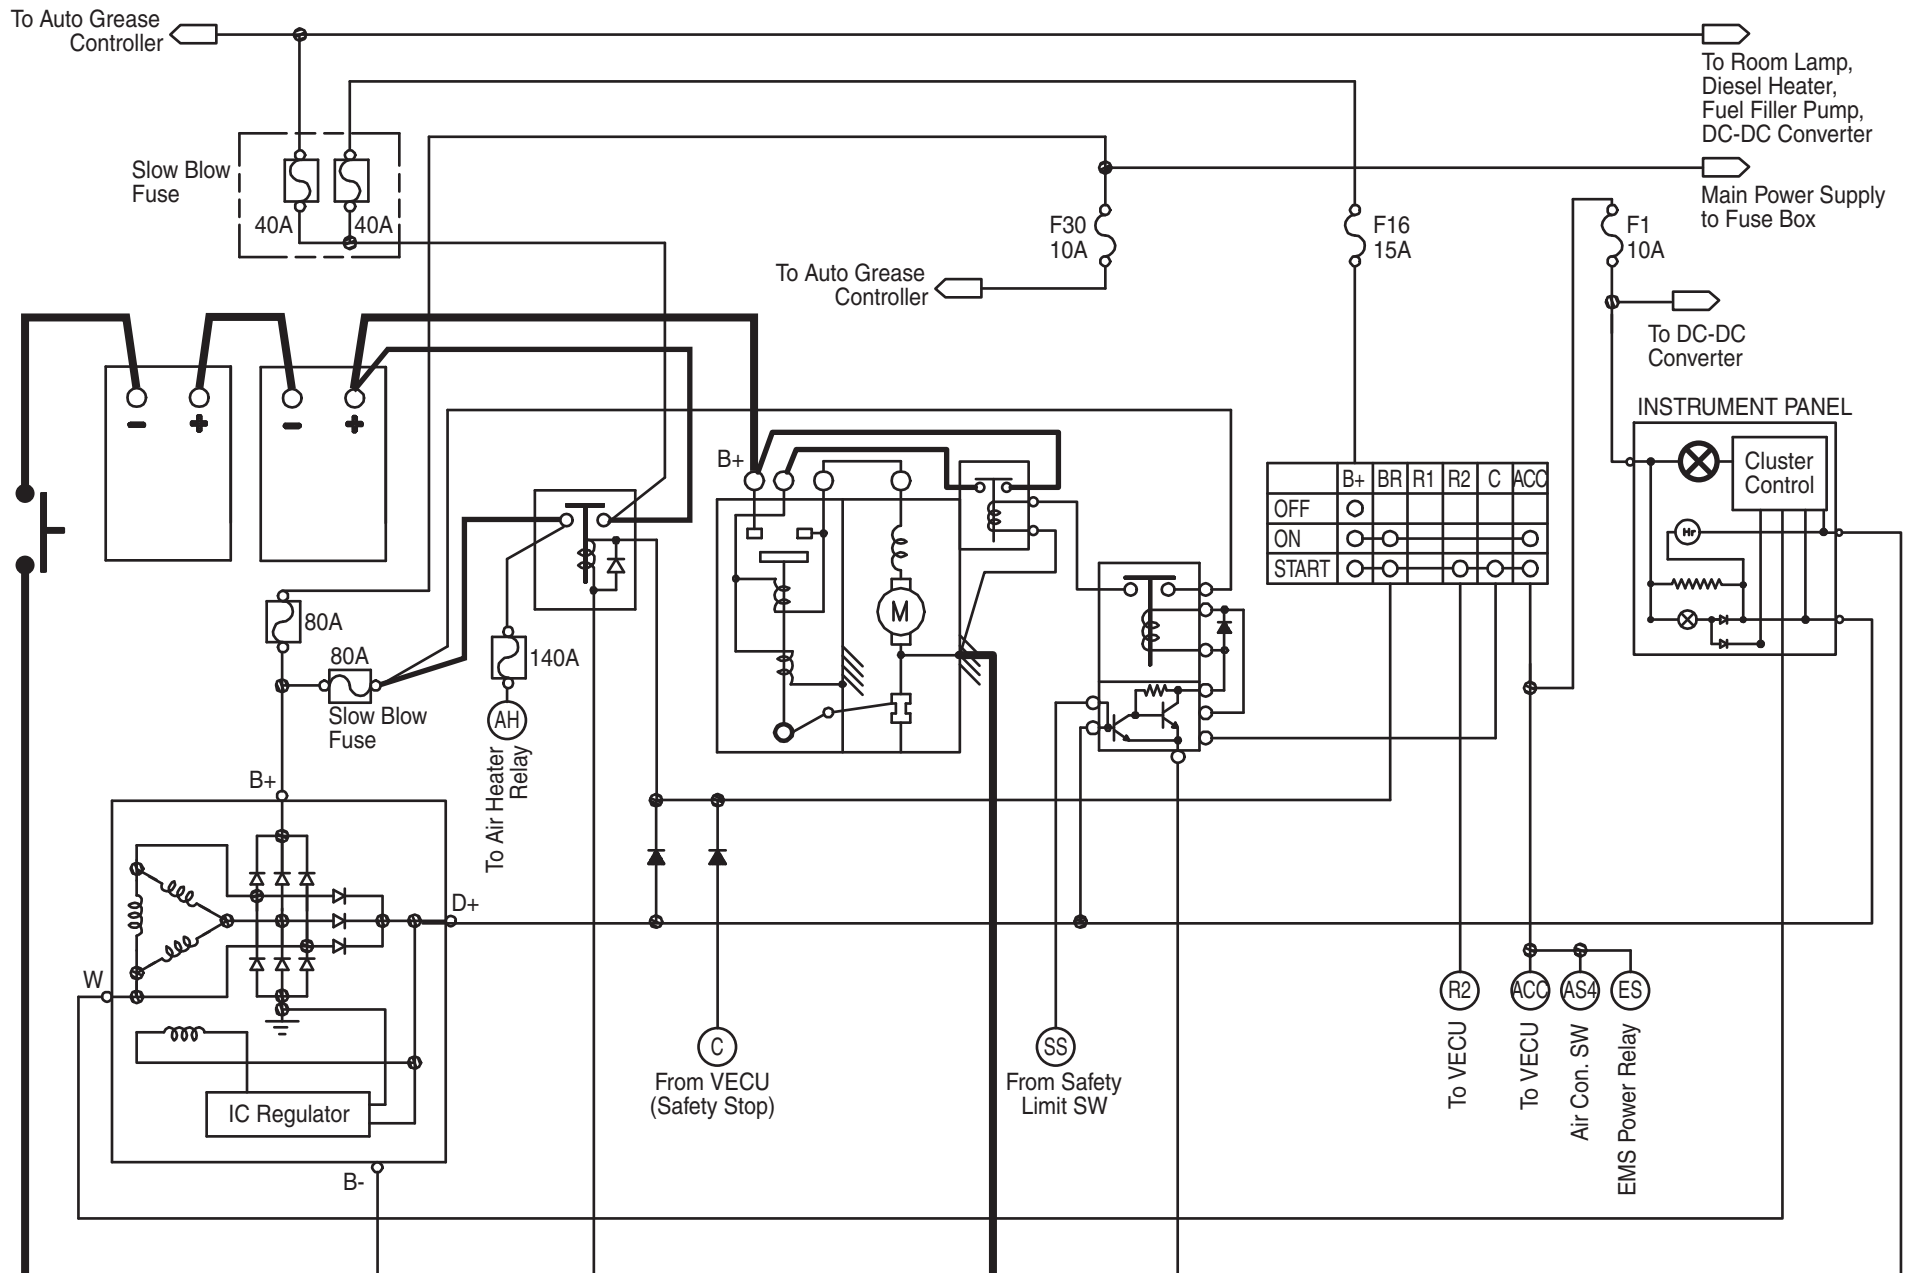 To Auto Grease
Controller
To Room Lamp,
Diesel Heater,
Fuel Filler Pump,
DC-DC Converter
Slow Blow
Fuse
40A
40A
Main Power Supply
to Fuse Box
F30
10A
F16
15A
F1
10A
To Auto Grease
Controller
To DC-DC
Converter
INSTRUMENT PANEL
B+
B+ BR R1 R2 C ACC
OFF
ON
START
Cluster
Control
Hr
M
80A
80A
Slow Blow
Fuse
140A
AH
To Air Heater
Relay
B+
D+
W
IC Regulator
B-
C
From VECU
(Safety Stop)
SS
From Safety
Limit SW
R2
ACC
AS4
ES
To VECU
To VECU
Air Con. SW
EMS Power Relay